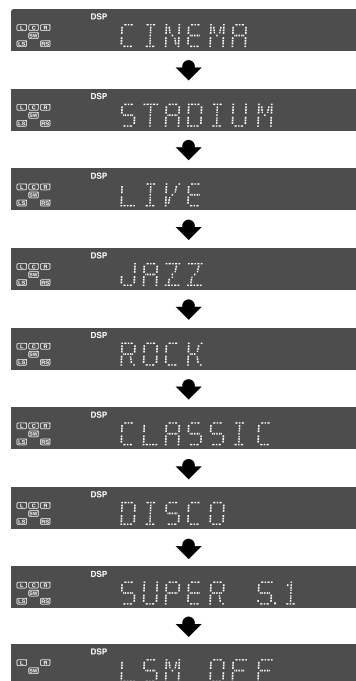 DSP
L C R
SW
LS RS
CINEMA
DSP
L C R
SW
LS RS
STADIUM
DSP
L C R
SW
LS RS
LIVE
DSP
L C R
SW
LS RS
JAZZ
DSP
L C R
SW
LS RS
ROCK
DSP
L C R
SW
LS RS
CLASSIC
DSP
L C R
SW
LS RS
DISCO
DSP
L C R
SW
LS RS
SUPER 5.1
DSP
L R
SW
LSM OFF